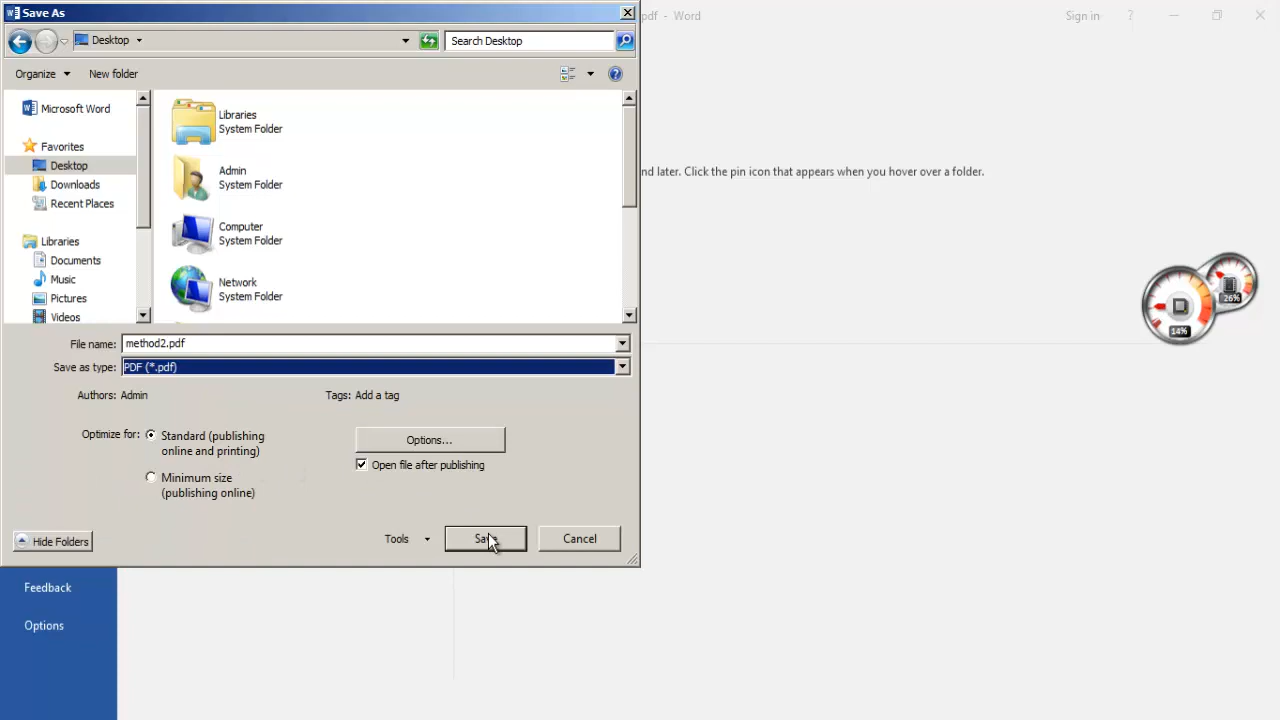 Save As
pdf - Word
Sign in
?
Desktop
Search Desktop
Organize
New folder
Microsoft Word
Favorites
Desktop
Downloads
Recent Places
Libraries
Documents
Music
Pictures
Videos
Libraries
System Folder
Admin
System Folder
Computer
System Folder
Network
System Folder
nd later. Click the pin icon that appears when you hover over a folder.
26%
14%
File name: method2.pdf
Save as type: PDF (*.pdf)
Authors: Admin
Tags: Add a tag
Optimize for:
Standard (publishing
online and printing)
Minimum size
(publishing online)
Options...
Open file after publishing
Hide Folders
Tools
Save
Cancel
Feedback
Options